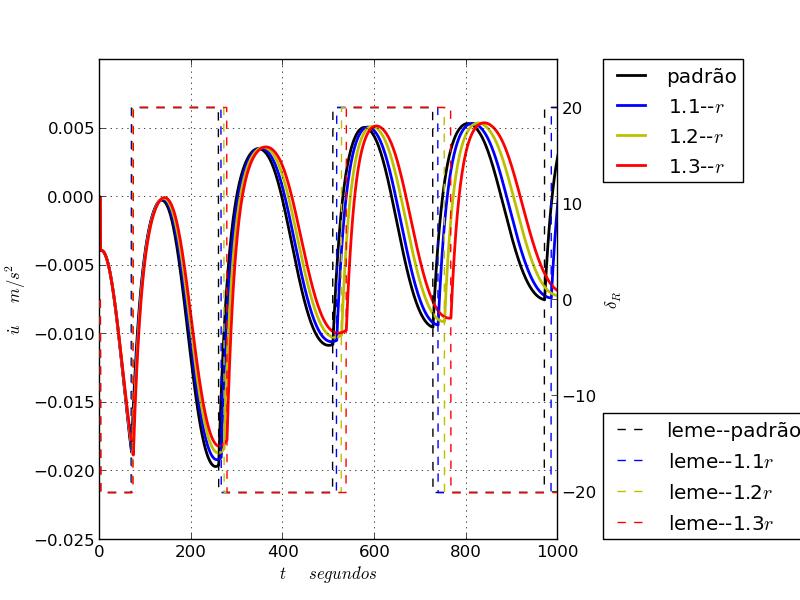 0.005
0.000
−0.005
−0.010
−0.015
−0.020
−0.025
u̇ m/s²
0 200 400 600 800 1000
t segundos
20
10
0
−10
−20
δ_R
padrão
1.1--r
1.2--r
1.3--r
leme--padrão
leme--1.1r
leme--1.2r
leme--1.3r